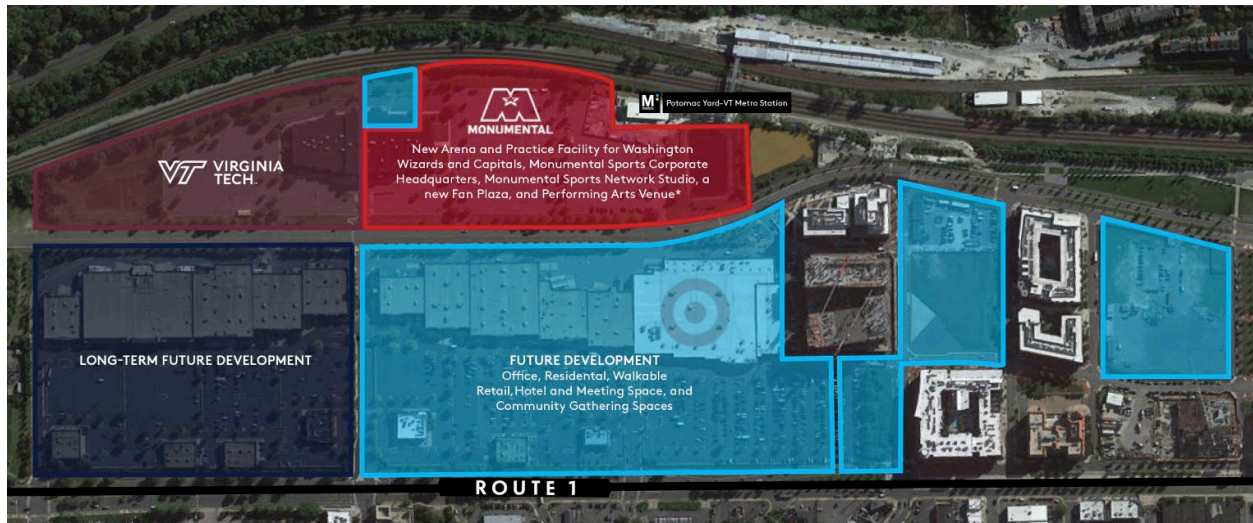 M
metro
Potomac Yard-VT Metro Station
MONUMENTAL
New Arena and Practice Facility for Washington
Wizards and Capitals, Monumental Sports Corporate
Headquarters, Monumental Sports Network Studio, a
new Fan Plaza, and Performing Arts Venue*
VT VIRGINIA
TECH
LONG-TERM FUTURE DEVELOPMENT
FUTURE DEVELOPMENT
Office, Residental, Walkable
Retail,Hotel and Meeting Space, and
Community Gathering Spaces
ROUTE 1